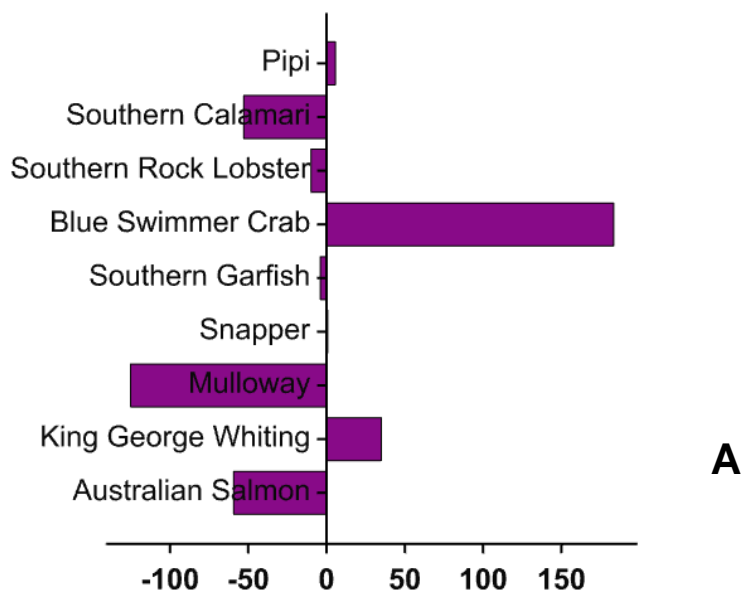 Pipi
Southern Calamari
Southern Rock Lobster
Blue Swimmer Crab
Southern Garfish
Snapper
Mulloway
King George Whiting
A
Australian Salmon
-100 -50 0 50 100 150